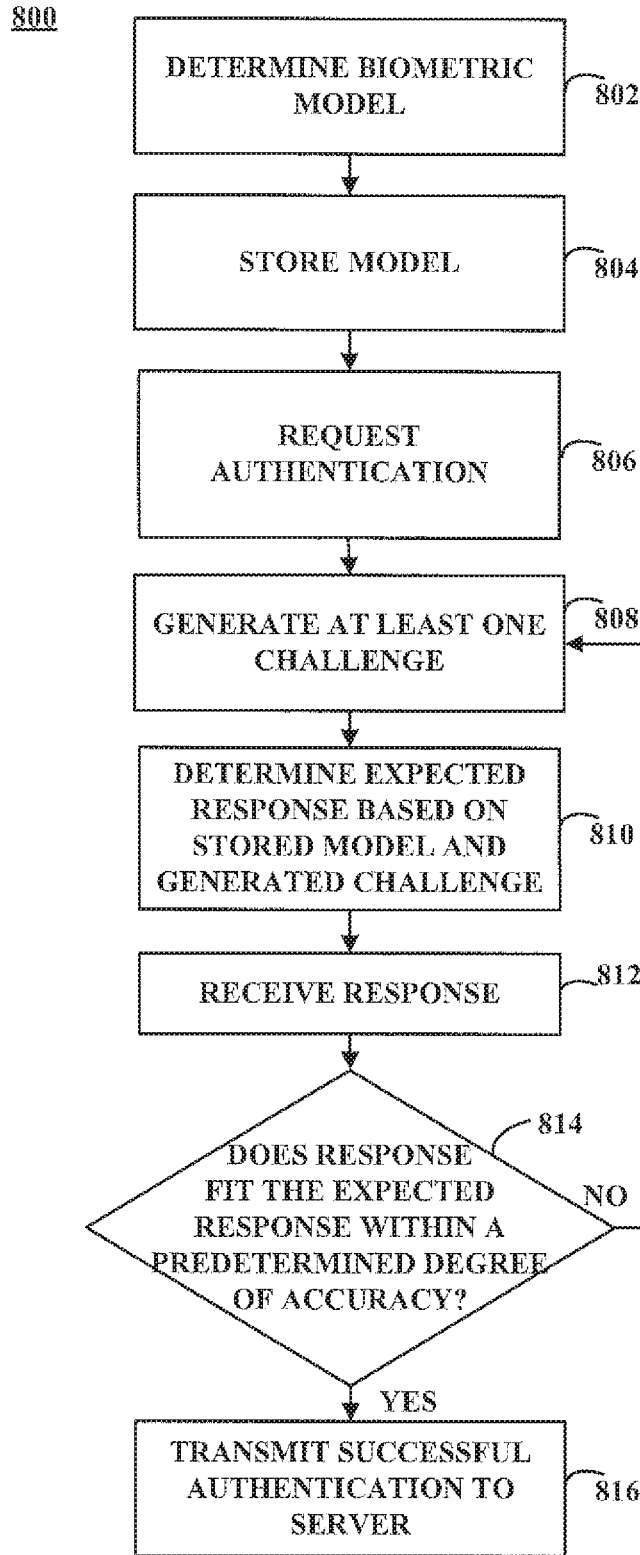 800
DETERMINE BIOMETRIC
MODEL
802
STORE MODEL
804
REQUEST
AUTHENTICATION
806
GENERATE AT LEAST ONE
CHALLENGE
808
DETERMINE EXPECTED
RESPONSE BASED ON
STORED MODEL AND
GENERATED CHALLENGE
810
RECEIVE RESPONSE
812
814
DOES RESPONSE
FIT THE EXPECTED
RESPONSE WITHIN A
PREDETERMINED DEGREE
OF ACCURACY?
NO
YES
TRANSMIT SUCCESSFUL
AUTHENTICATION TO
SERVER
816